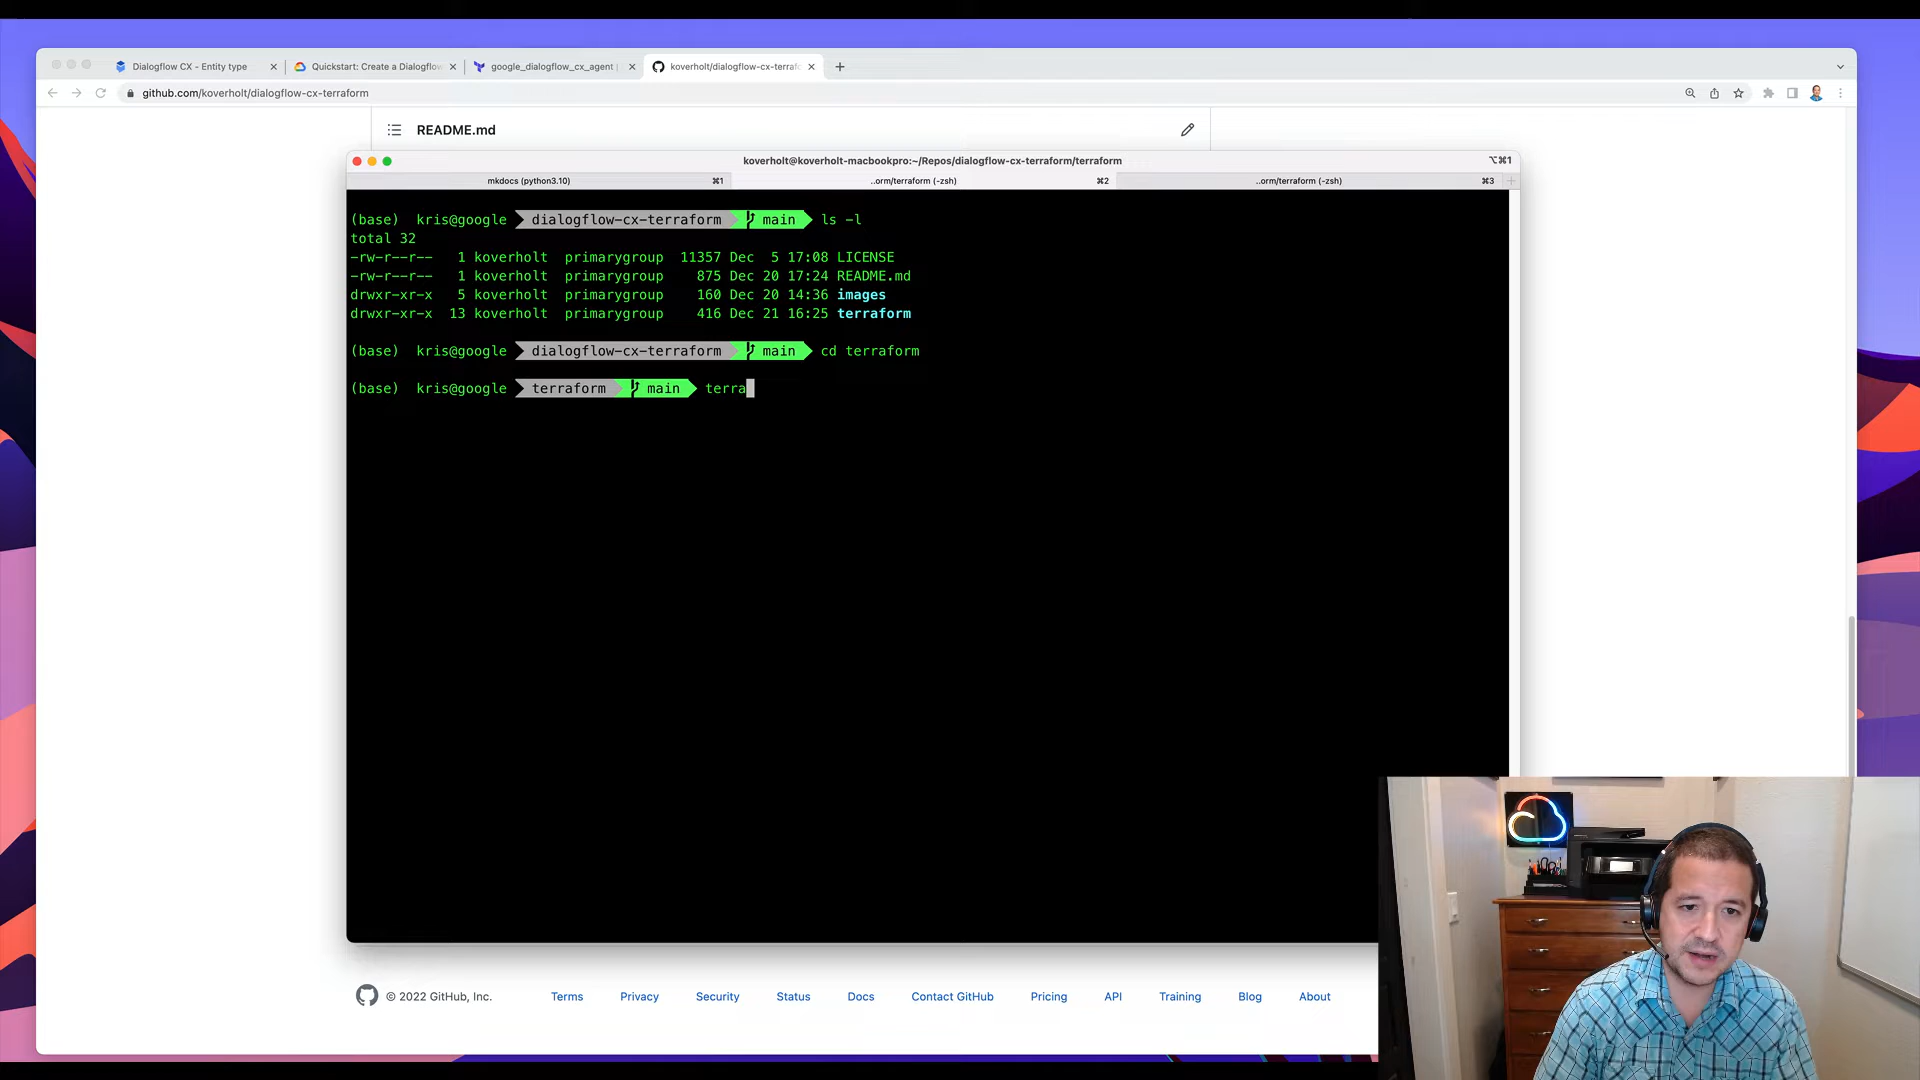 Dialogflow CX - Entity type
Quickstart: Create a Dialogflow
google_dialogflow_cx_agent |
koverholt/dialogflow-cx-terraf
github.com/koverholt/dialogflow-cx-terraform
README.md
koverholt@koverholt-macbookpro:~/Repos/dialogflow-cx-terraform/terraform
⌥⌘1
mkdocs (python3.10) ⌘1
..orm/terraform (-zsh) ⌘2
..orm/terraform (-zsh) ⌘3
(base) kris@google dialogflow-cx-terraform main ls -l
total 32
-rw-r--r-- 1 koverholt primarygroup 11357 Dec 5 17:08 LICENSE
-rw-r--r-- 1 koverholt primarygroup 875 Dec 20 17:24 README.md
drwxr-xr-x 5 koverholt primarygroup 160 Dec 20 14:36 images
drwxr-xr-x 13 koverholt primarygroup 416 Dec 21 16:25 terraform
(base) kris@google dialogflow-cx-terraform main cd terraform
(base) kris@google terraform main terra
© 2022 GitHub, Inc. Terms Privacy Security Status Docs Contact GitHub Pricing API Training Blog About